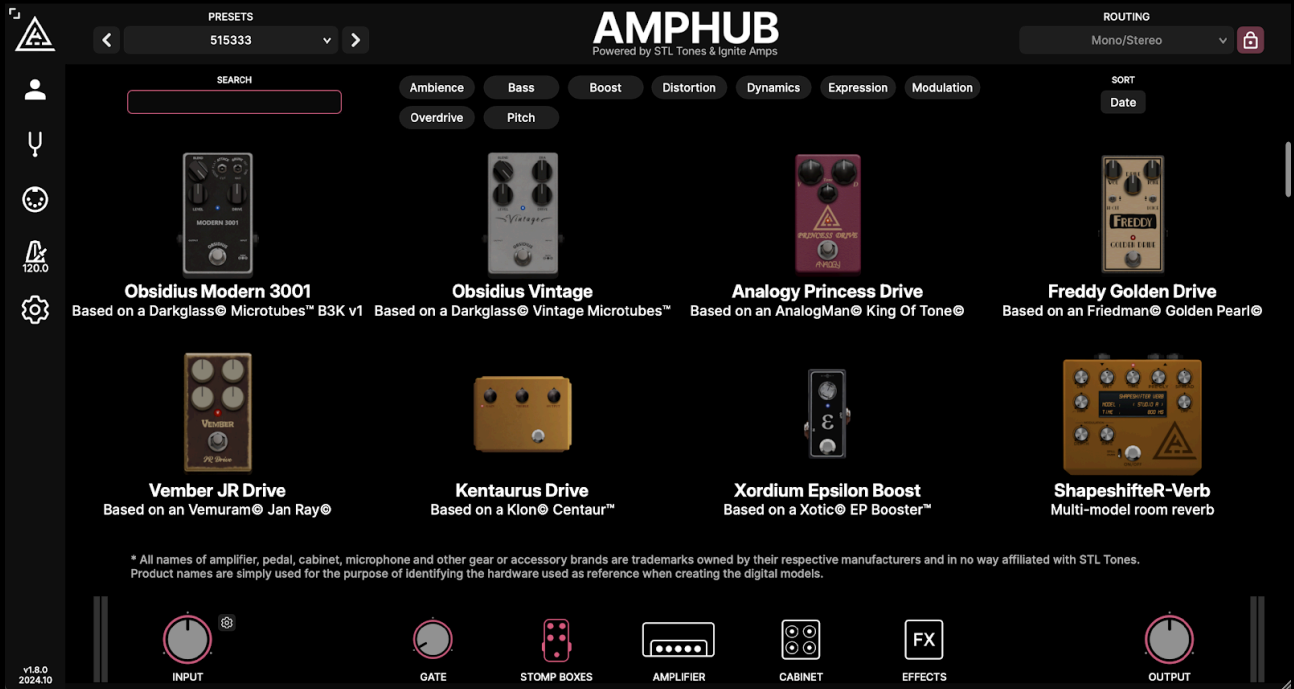 PRESETS
515333
AMPHUB
Powered by STL Tones & Ignite Amps
ROUTING
Mono/Stereo
SEARCH
Ambience
Bass
Boost
Distortion
Dynamics
Expression
Modulation
Overdrive
Pitch
SORT
Date
120.0
MODERN 3001
LEVEL
DRIVE
OBSIDIUS
Vintage
OBSIDIUS
PRINCESS DRIVE
ANALOGY
FREDDY
GOLDEN DRIVE
Obsidius Modern 3001
Based on a Darkglass© Microtubes™ B3K v1
Obsidius Vintage
Based on a Darkglass© Vintage Microtubes™
Analogy Princess Drive
Based on an AnalogMan© King Of Tone©
Freddy Golden Drive
Based on an Friedman© Golden Pearl©
VEMBER
JR Drive
SHAPESHIFTER VERB
Vember JR Drive
Based on an Vemuram© Jan Ray©
Kentaurus Drive
Based on a Klon© Centaur™
Xordium Epsilon Boost
Based on a Xotic© EP Booster™
ShapeshifteR-Verb
Multi-model room reverb
* All names of amplifier, pedal, cabinet, microphone and other gear or accessory brands are trademarks owned by their respective manufacturers and in no way affiliated with STL Tones.
Product names are simply used for the purpose of identifying the hardware used as reference when creating the digital models.
v1.8.0
2024.10
INPUT
GATE
STOMP BOXES
AMPLIFIER
CABINET
FX
EFFECTS
OUTPUT